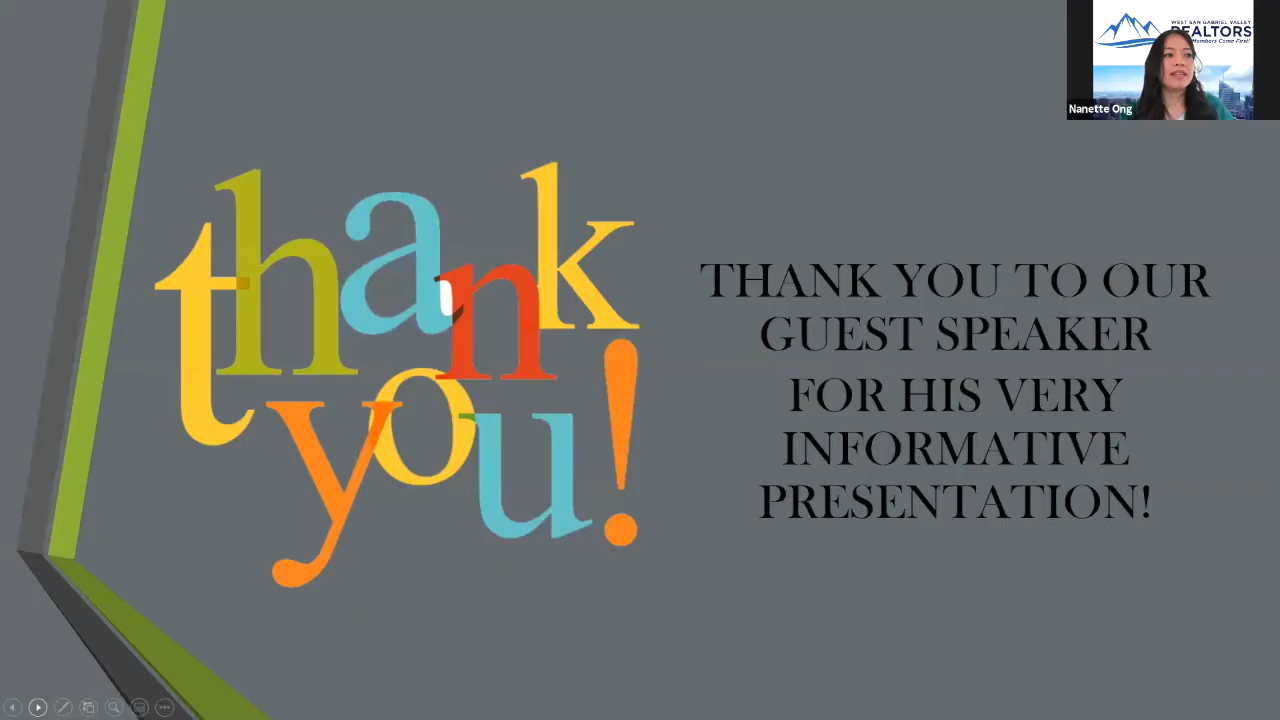 WEST SAN GABRIEL VALLEY
REALTORS
Members Come First!
Nanette Ong
thank
you!
THANK YOU TO OUR
GUEST SPEAKER
FOR HIS VERY
INFORMATIVE
PRESENTATION!